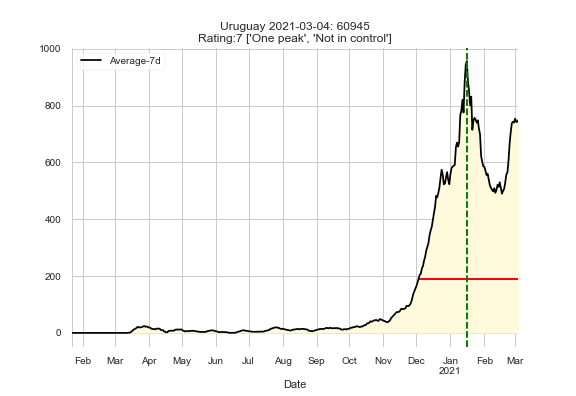 Uruguay 2021-03-04: 60945
Rating:7 ['One peak', 'Not in control']
Average-7d
1000
800
600
400
200
0
Feb Mar Apr May Jun Jul Aug Sep Oct Nov Dec Jan Feb Mar
2021
Date